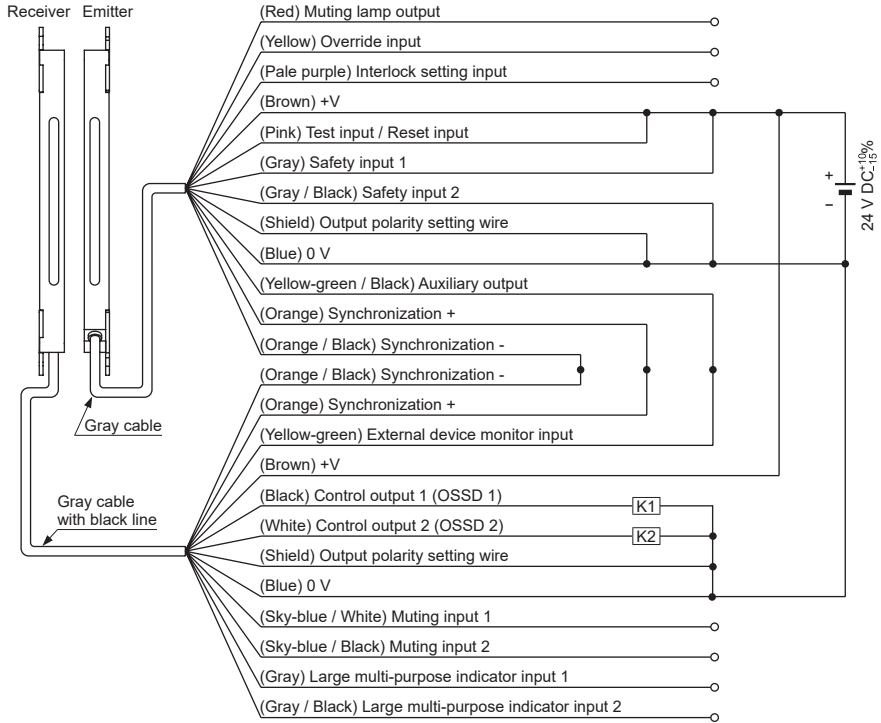 Receiver Emitter
(Red) Muting lamp output
(Yellow) Override input
(Pale purple) Interlock setting input
(Brown) +V
(Pink) Test input / Reset input
(Gray) Safety input 1
(Gray / Black) Safety input 2
(Shield) Output polarity setting wire
(Blue) 0 V
(Yellow-green / Black) Auxiliary output
(Orange) Synchronization +
(Orange / Black) Synchronization -
+
−
24 V DC +10 −15 %
(Orange / Black) Synchronization -
(Orange) Synchronization +
(Yellow-green) External device monitor input
(Brown) +V
(Black) Control output 1 (OSSD 1)
K1
(White) Control output 2 (OSSD 2)
K2
(Shield) Output polarity setting wire
(Blue) 0 V
(Sky-blue / White) Muting input 1
(Sky-blue / Black) Muting input 2
(Gray) Large multi-purpose indicator input 1
(Gray / Black) Large multi-purpose indicator input 2
Gray cable
Gray cable
with black line